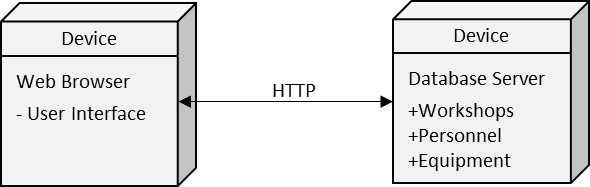 Device
Web Browser
- User Interface
HTTP
Device
Database Server
+Workshops
+Personnel
+Equipment